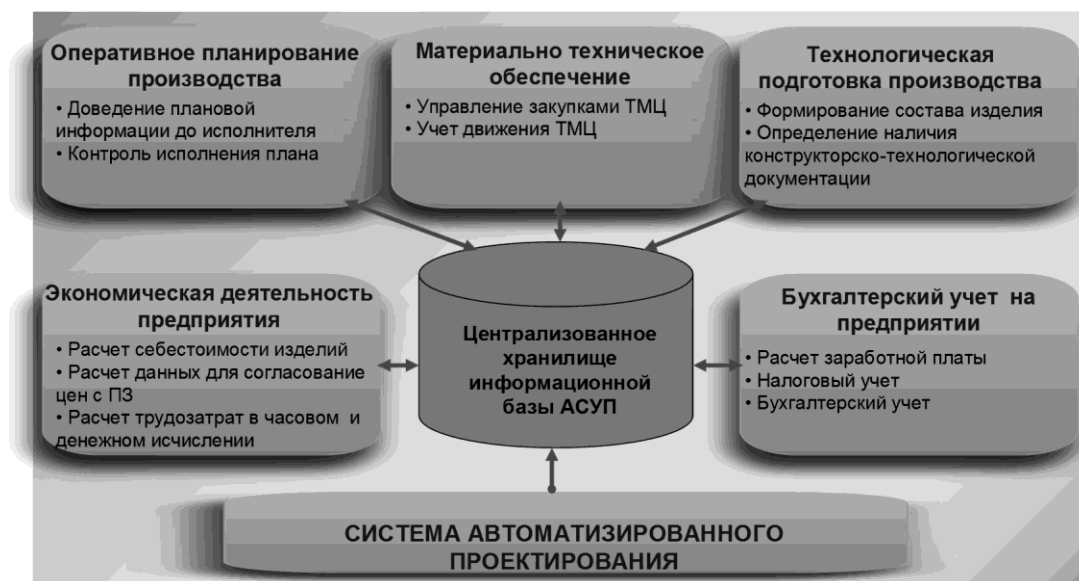 Оперативное планирование
производства
• Доведение плановой
информации до исполнителя
• Контроль исполнения плана
Материально техническое
обеспечение
• Управление закупками ТМЦ
• Учет движения ТМЦ
Технологическая
подготовка производства
• Формирование состава изделия
• Определение наличия
конструкторско-технологической
документации
Экономическая деятельность
предприятия
• Расчет себестоимости изделий
• Расчет данных для согласование
цен с ПЗ
• Расчет трудозатрат в часовом и
денежном исчислении
Централизованное
хранилище
информационной
базы АСУП
Бухгалтерский учет на
предприятии
• Расчет заработной платы
• Налоговый учет
• Бухгалтерский учет
СИСТЕМА АВТОМАТИЗИРОВАННОГО
ПРОЕКТИРОВАНИЯ